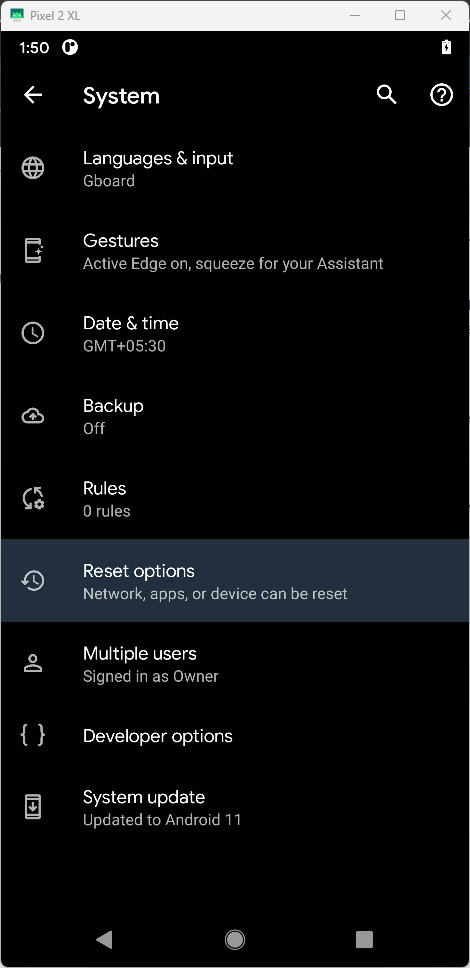 Pixel 2 XL
1:50
System
Languages & input
Gboard
Gestures
Active Edge on, squeeze for your Assistant
Date & time
GMT+05:30
Backup
Off
Rules
0 rules
Reset options
Network, apps, or device can be reset
Multiple users
Signed in as Owner
Developer options
System update
Updated to Android 11